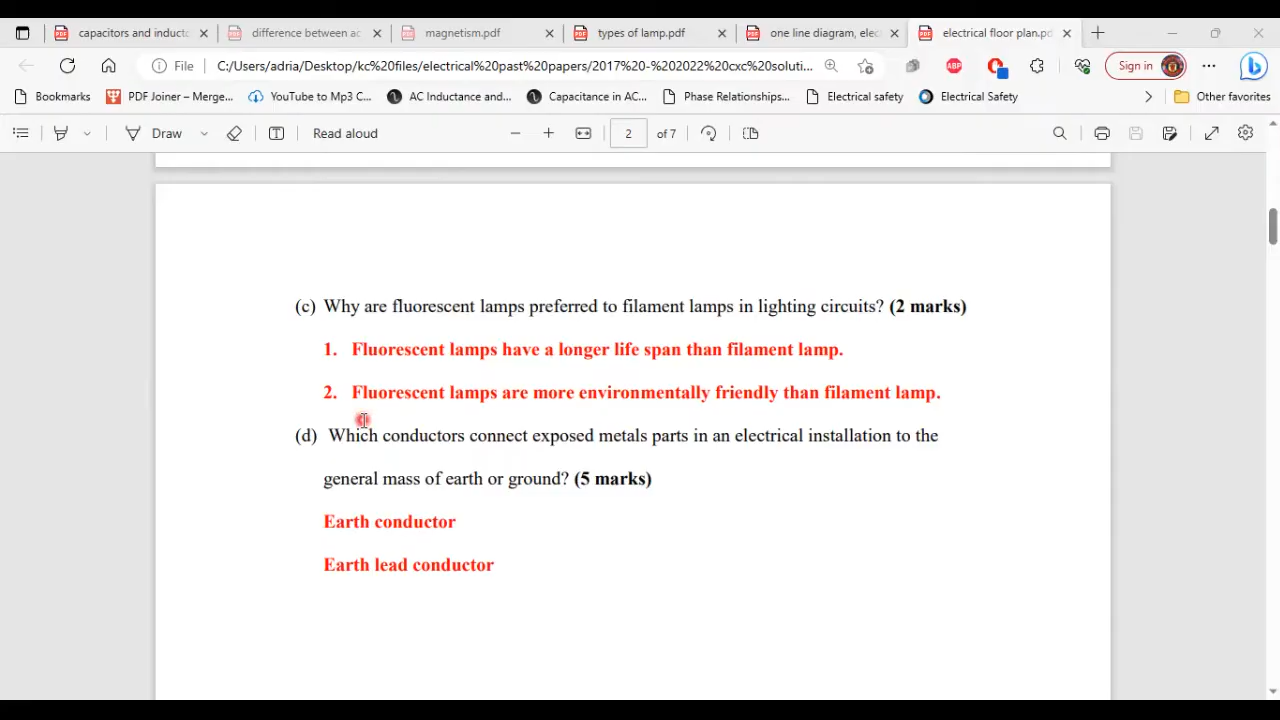 capacitors and inducto
difference between ac
magnetism.pdf
types of lamp.pdf
one line diagram, elec
electrical floor plan.pd
File
C:/Users/adria/Desktop/kc%20files/electrical%20past%20papers/2017%20-%202022%20cxc%20soluti...
ABP
Sign in
Bookmarks
PDF Joiner – Merge...
YouTube to Mp3 C...
AC Inductance and...
Capacitance in AC...
Phase Relationships...
Electrical safety
Electrical Safety
Other favorites
Draw
Read aloud
2 of 7
(c) Why are fluorescent lamps preferred to filament lamps in lighting circuits? (2 marks)
1. Fluorescent lamps have a longer life span than filament lamp.
2. Fluorescent lamps are more environmentally friendly than filament lamp.
(d) Which conductors connect exposed metals parts in an electrical installation to the
general mass of earth or ground? (5 marks)
Earth conductor
Earth lead conductor